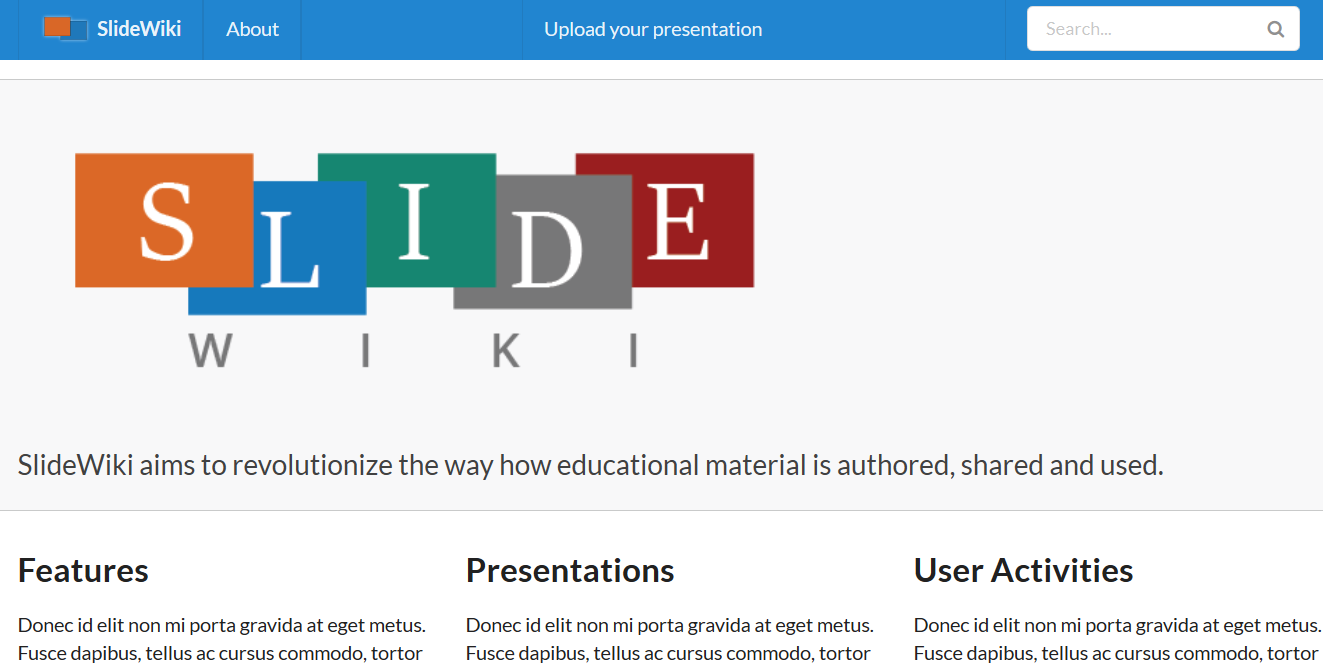 SlideWiki About Upload your presentation Search...
SLIDE
WIKI
SlideWiki aims to revolutionize the way how educational material is authored, shared and used.
Features Presentations User Activities
Donec id elit non mi porta gravida at eget metus. Donec id elit non mi porta gravida at eget metus. Donec id elit non mi porta gravida at eget metus.
Fusce dapibus, tellus ac cursus commodo, tortor Fusce dapibus, tellus ac cursus commodo, tortor Fusce dapibus, tellus ac cursus commodo, tortor